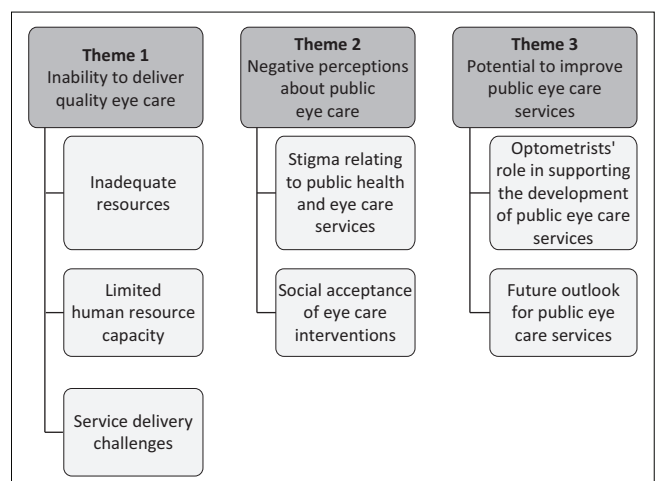 Theme 1
Inability to deliver
quality eye care
Inadequate
resources
Limited
human resource
capacity
Service delivery
challenges
Theme 2
Negative perceptions
about public
eye care
Stigma relating
to public health
and eye care
services
Social acceptance
of eye care
interventions
Theme 3
Potential to improve
public eye care
services
Optometrists'
role in supporting
the development
of public eye care
services
Future outlook
for public eye
care services